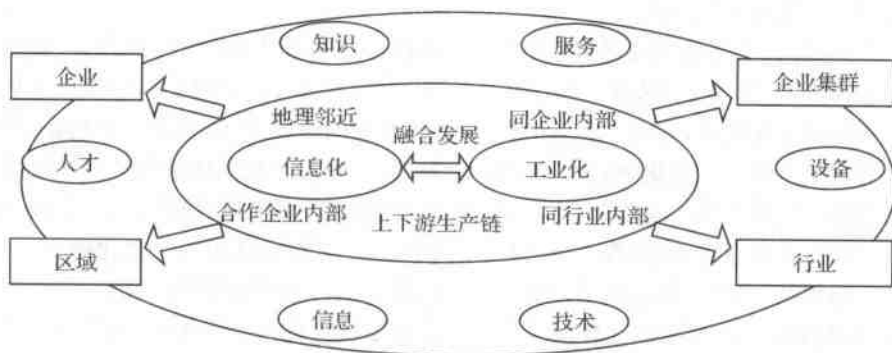 知识
服务
企业
企业集群
地理邻近
同企业内部
融合发展
人才
信息化
工业化
设备
合作企业内部
上下游生产链
同行业内部
区域
行业
信息
技术